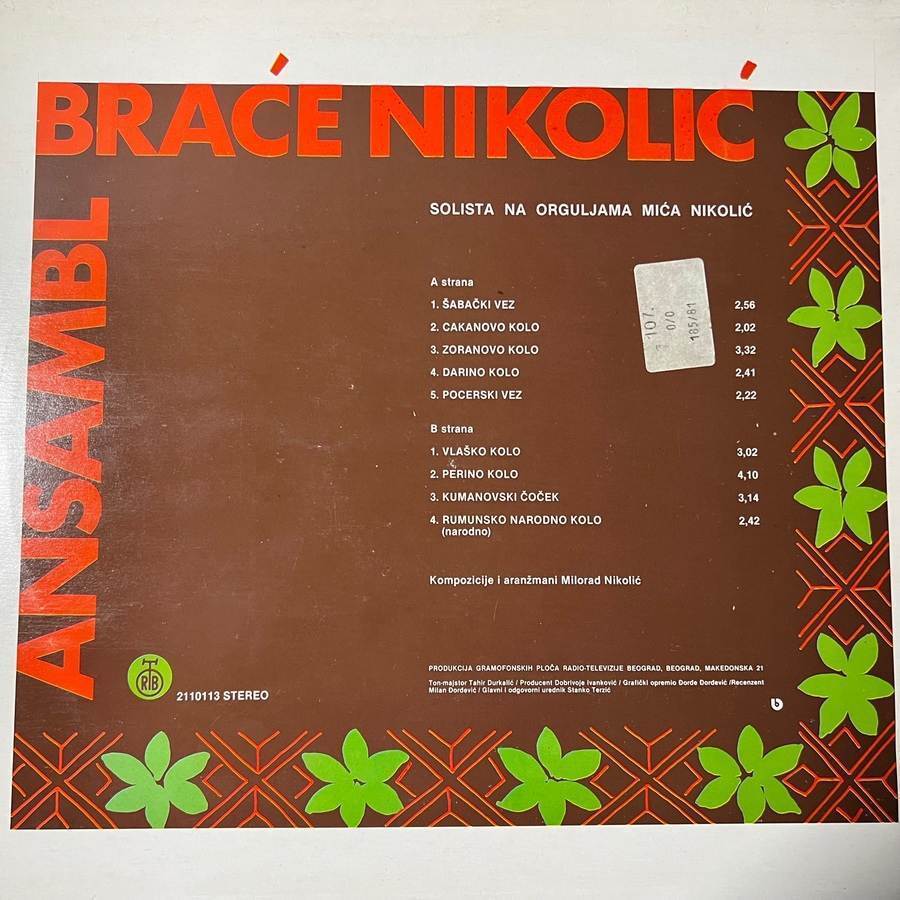 BRAĆE NIKOLIĆ
ANSAMBL
SOLISTA NA ORGULJAMA MIĆA NIKOLIĆ
A strana
1. ŠABAČKI VEZ 2,56
2. CAKANOVO KOLO 2,02
3. ZORANOVO KOLO 3,32
4. DARINO KOLO 2,41
5. POCERSKI VEZ 2,22
107.
0/0
185/81
B strana
1. VLAŠKO KOLO 3,02
2. PERINO KOLO 4,10
3. KUMANOVSKI ČOČEK 3,14
4. RUMUNSKO NARODNO KOLO 2,42
(narodno)
Kompozicije i aranžmani Milorad Nikolić
PRODUKCIJA GRAMOFONSKIH PLOČA RADIO-TELEVIZIJE BEOGRAD, BEOGRAD, MAKEDONSKA 21
Ton-majstor Tahir Durkalić / Producent Dobrivoje Ivanković / Grafički opremio Đorđe Đorđević /Recenzent
Milan Đorđević / Glavni i odgovorni urednik Stanko Terzić
RTB
2110113 STEREO
b